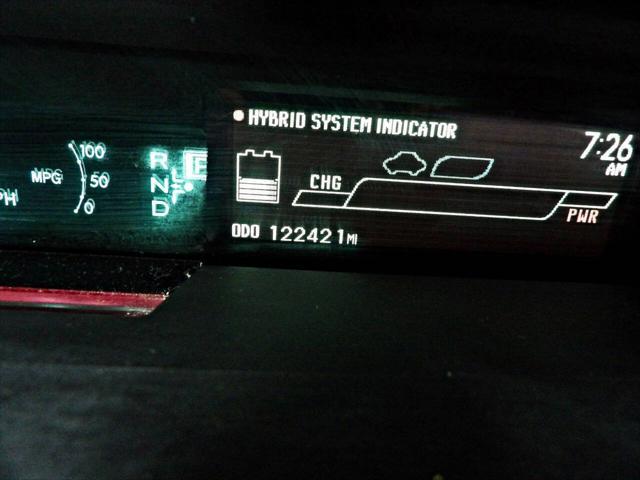 HYBRID SYSTEM INDICATOR
7:26
AM
100
MPG 50
0
R
N
D
CHG
PWR
ODO 122421 MI